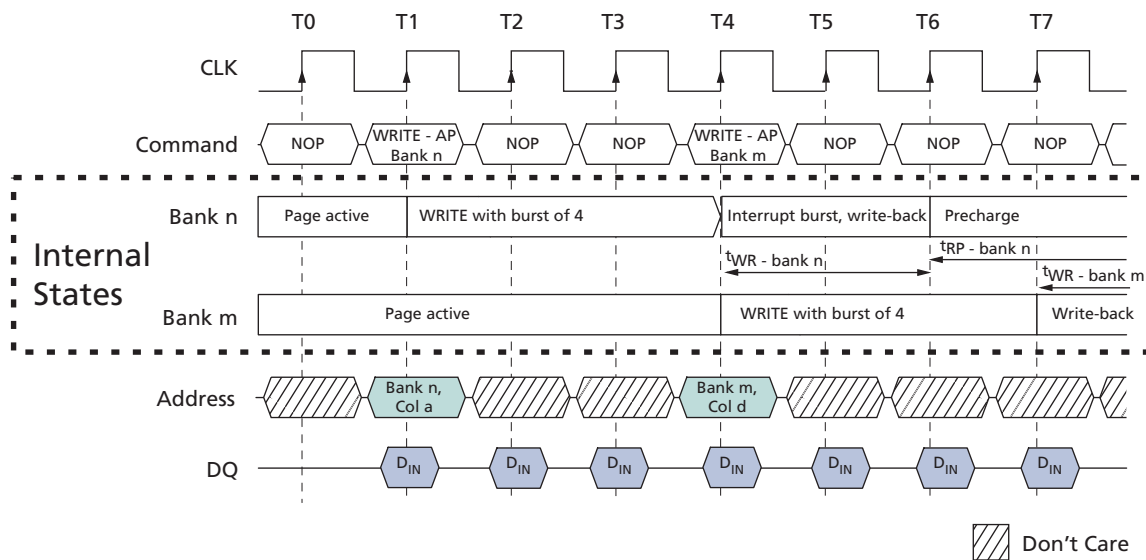 T0 T1 T2 T3 T4 T5 T6 T7
CLK
Command NOP WRITE - AP Bank n NOP NOP WRITE - AP Bank m NOP NOP NOP
Internal States
Bank n Page active WRITE with burst of 4 Interrupt burst, write-back Precharge
tWR - bank n tRP - bank n
tWR - bank m
Bank m Page active WRITE with burst of 4 Write-back
Address Bank n, Col a Bank m, Col d
DQ DIN DIN DIN DIN DIN DIN DIN
Don't Care